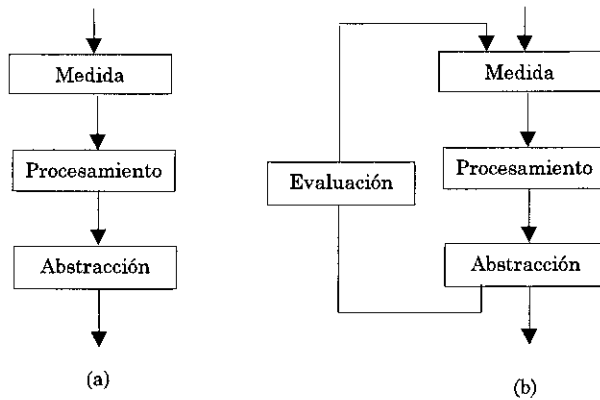 Medida
Procesamiento
Abstracción
(a)
Medida
Evaluación
Procesamiento
Abstracción
(b)